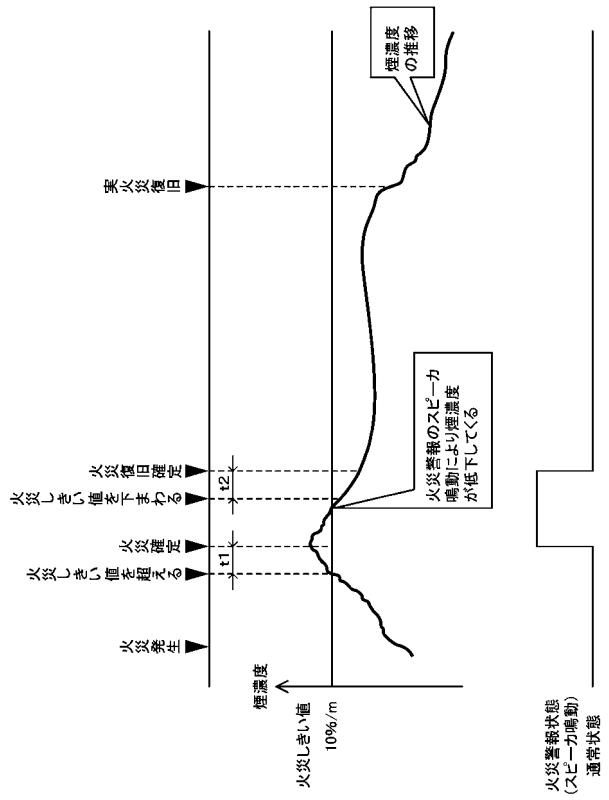 火災発生
火災しきい値を超える
火災確定
火災しきい値を下まわる
火災復旧確定
実火災復旧
t1
t2
煙濃度
火災しきい値
10%/m
火災警報のスピーカ
鳴動により煙濃度
が低下してくる
煙濃度
の推移
火災警報状態
(スピーカ鳴動)
通常状態